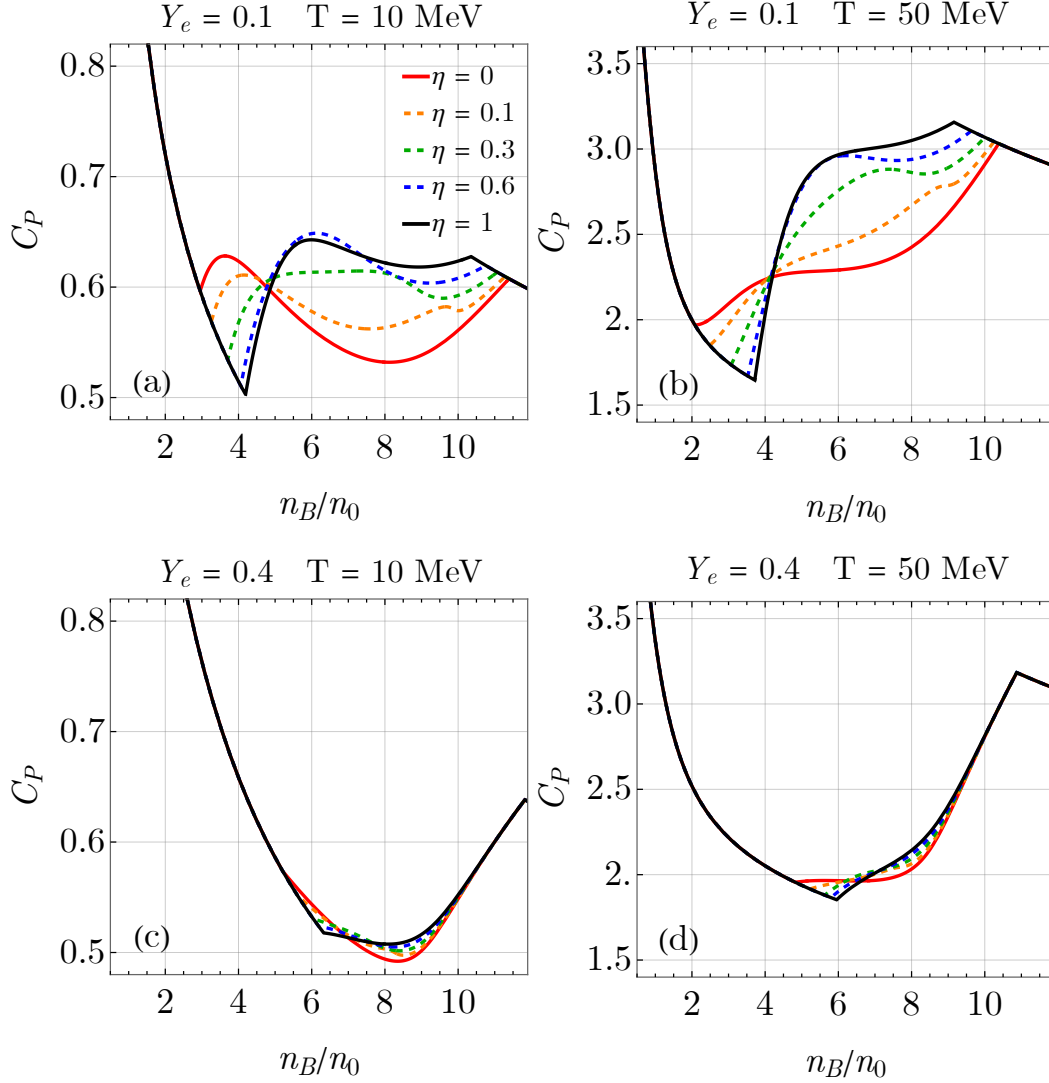 Y_e = 0.1 T = 10 MeV
Y_e = 0.1 T = 50 MeV
0.8
0.7
0.6
0.5
C_P
η = 0
η = 0.1
η = 0.3
η = 0.6
η = 1
(a)
2 4 6 8 10
n_B/n_0
3.5
3.0
2.5
2.
1.5
C_P
(b)
2 4 6 8 10
n_B/n_0
Y_e = 0.4 T = 10 MeV
Y_e = 0.4 T = 50 MeV
0.8
0.7
0.6
0.5
C_P
(c)
2 4 6 8 10
n_B/n_0
3.5
3.0
2.5
2.
1.5
C_P
(d)
2 4 6 8 10
n_B/n_0